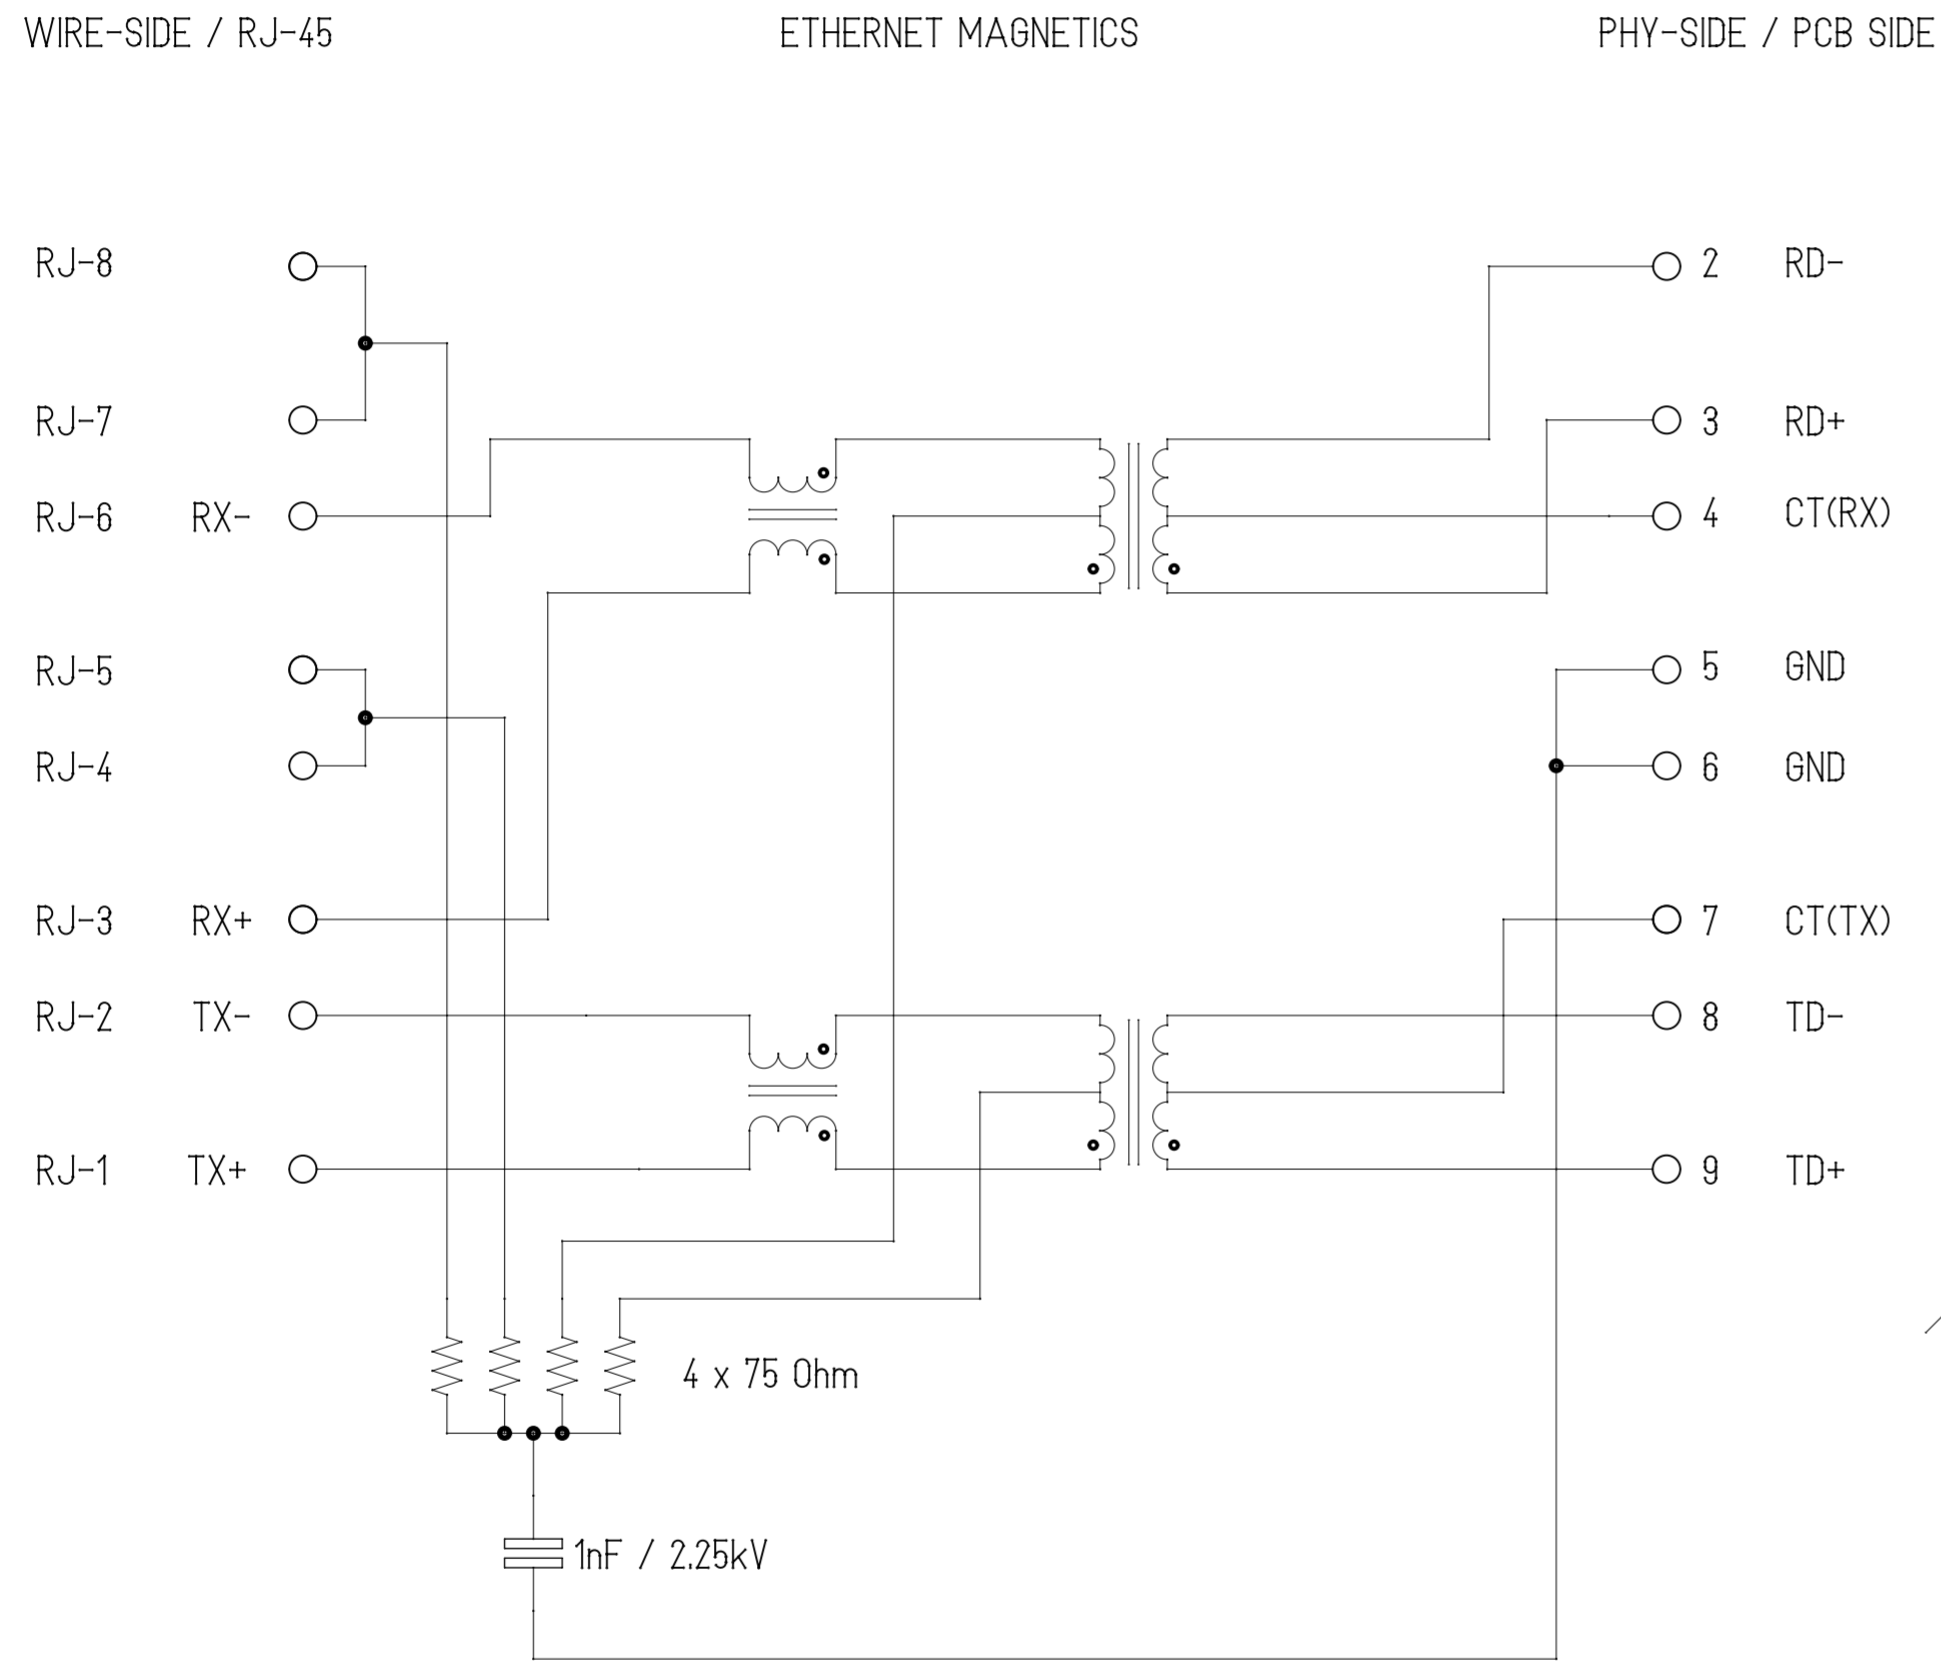 WIRE-SIDE / RJ-45 ETHERNET MAGNETICS PHY-SIDE / PCB SIDE
RJ-8 2 RD-
RJ-7 3 RD+
RJ-6 RX- 4 CT(RX)
RJ-5 5 GND
RJ-4 6 GND
RJ-3 RX+ 7 CT(TX)
RJ-2 TX- 8 TD-
RJ-1 TX+ 9 TD+
4 x 75 Ohm
1nF / 2.25kV